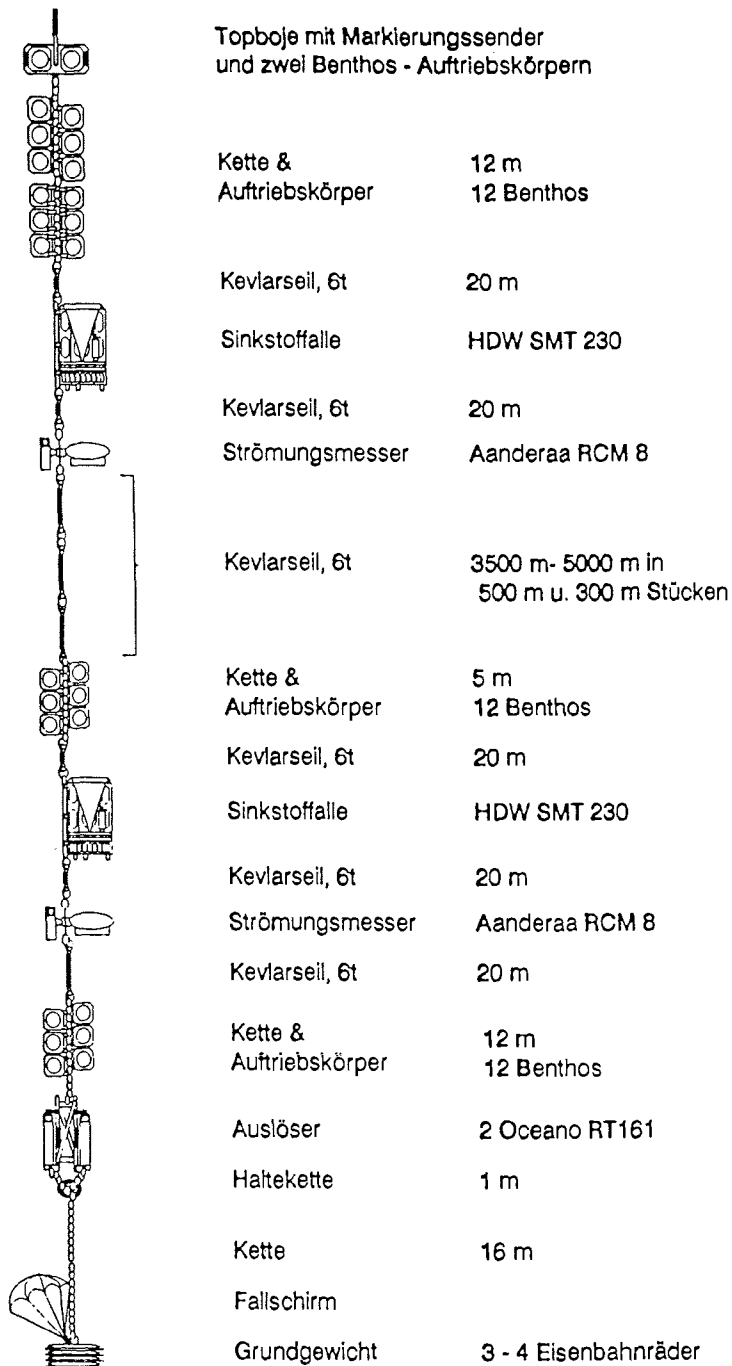 Topboje mit Markierungssender
und zwei Benthos - Auftriebskörpern
Kette & 12 m
Auftriebskörper 12 Benthos
Kevlarseil, 6t 20 m
Sinkstoffalle HDW SMT 230
Kevlarseil, 6t 20 m
Strömungsmesser Aanderaa RCM 8
Kevlarseil, 6t 3500 m- 5000 m in
500 m u. 300 m Stücken
Kette & 5 m
Auftriebskörper 12 Benthos
Kevlarseil, 6t 20 m
Sinkstoffalle HDW SMT 230
Kevlarseil, 6t 20 m
Strömungsmesser Aanderaa RCM 8
Kevlarseil, 6t 20 m
Kette & 12 m
Auftriebskörper 12 Benthos
Auslöser 2 Oceano RT161
Haltekette 1 m
Kette 16 m
Fallschirm
Grundgewicht 3 - 4 Eisenbahnräder